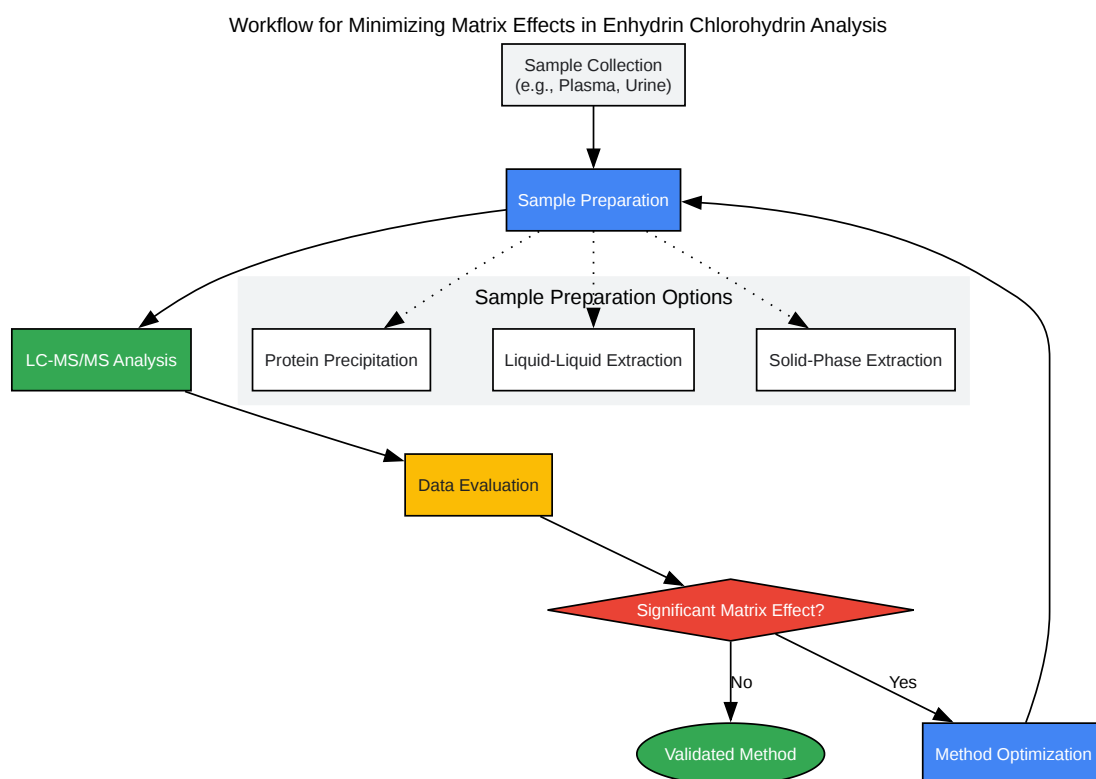 Workflow for Minimizing Matrix Effects in Enhydrin Chlorohydrin Analysis
Sample Collection
(e.g., Plasma, Urine)
Sample Preparation
Sample Preparation Options
LC-MS/MS Analysis
Protein Precipitation
Liquid-Liquid Extraction
Solid-Phase Extraction
Data Evaluation
Significant Matrix Effect?
No
Yes
Validated Method
Method Optimization